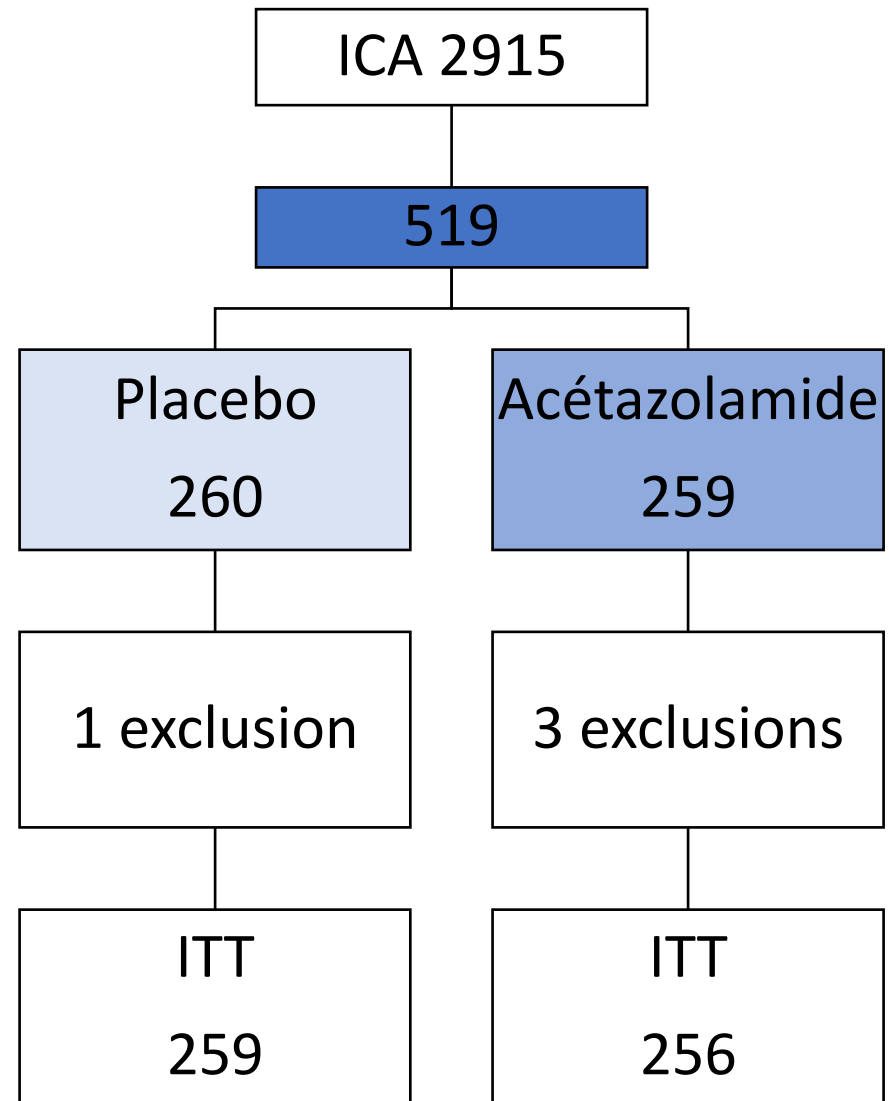 ICA 2915
519
Placebo
260
Acétazolamide
259
1 exclusion
3 exclusions
ITT
259
ITT
256